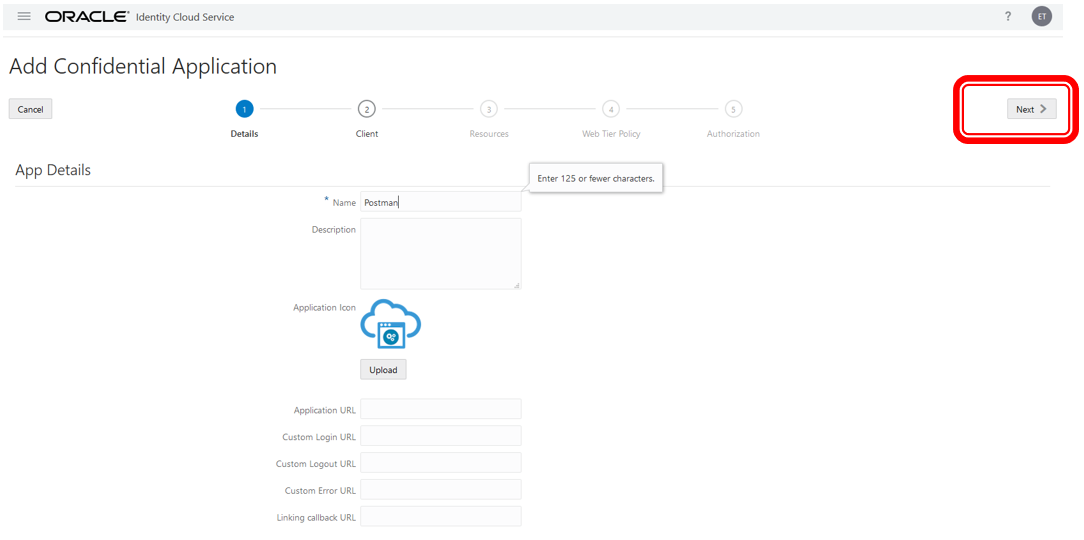 ORACLE® Identity Cloud Service ? ET
Add Confidential Application
Cancel 1 2 3 4 5 Next
Details Client Resources Web Tier Policy Authorization
App Details
Enter 125 or fewer characters.
* Name Postman
Description
Application Icon
Upload
Application URL
Custom Login URL
Custom Logout URL
Custom Error URL
Linking callback URL